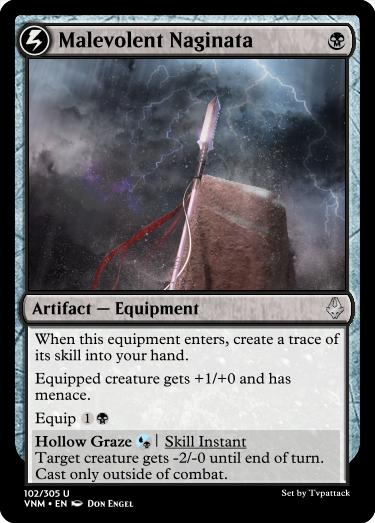 Malevolent Naginata
Artifact — Equipment
When this equipment enters, create a trace of
its skill into your hand.
Equipped creature gets +1/+0 and has
menace.
Equip 1
Hollow Graze | Skill Instant
Target creature gets -2/-0 until end of turn.
Cast only outside of combat.
102/305 U
VNM • EN Don Engel
Set by Tvpattack